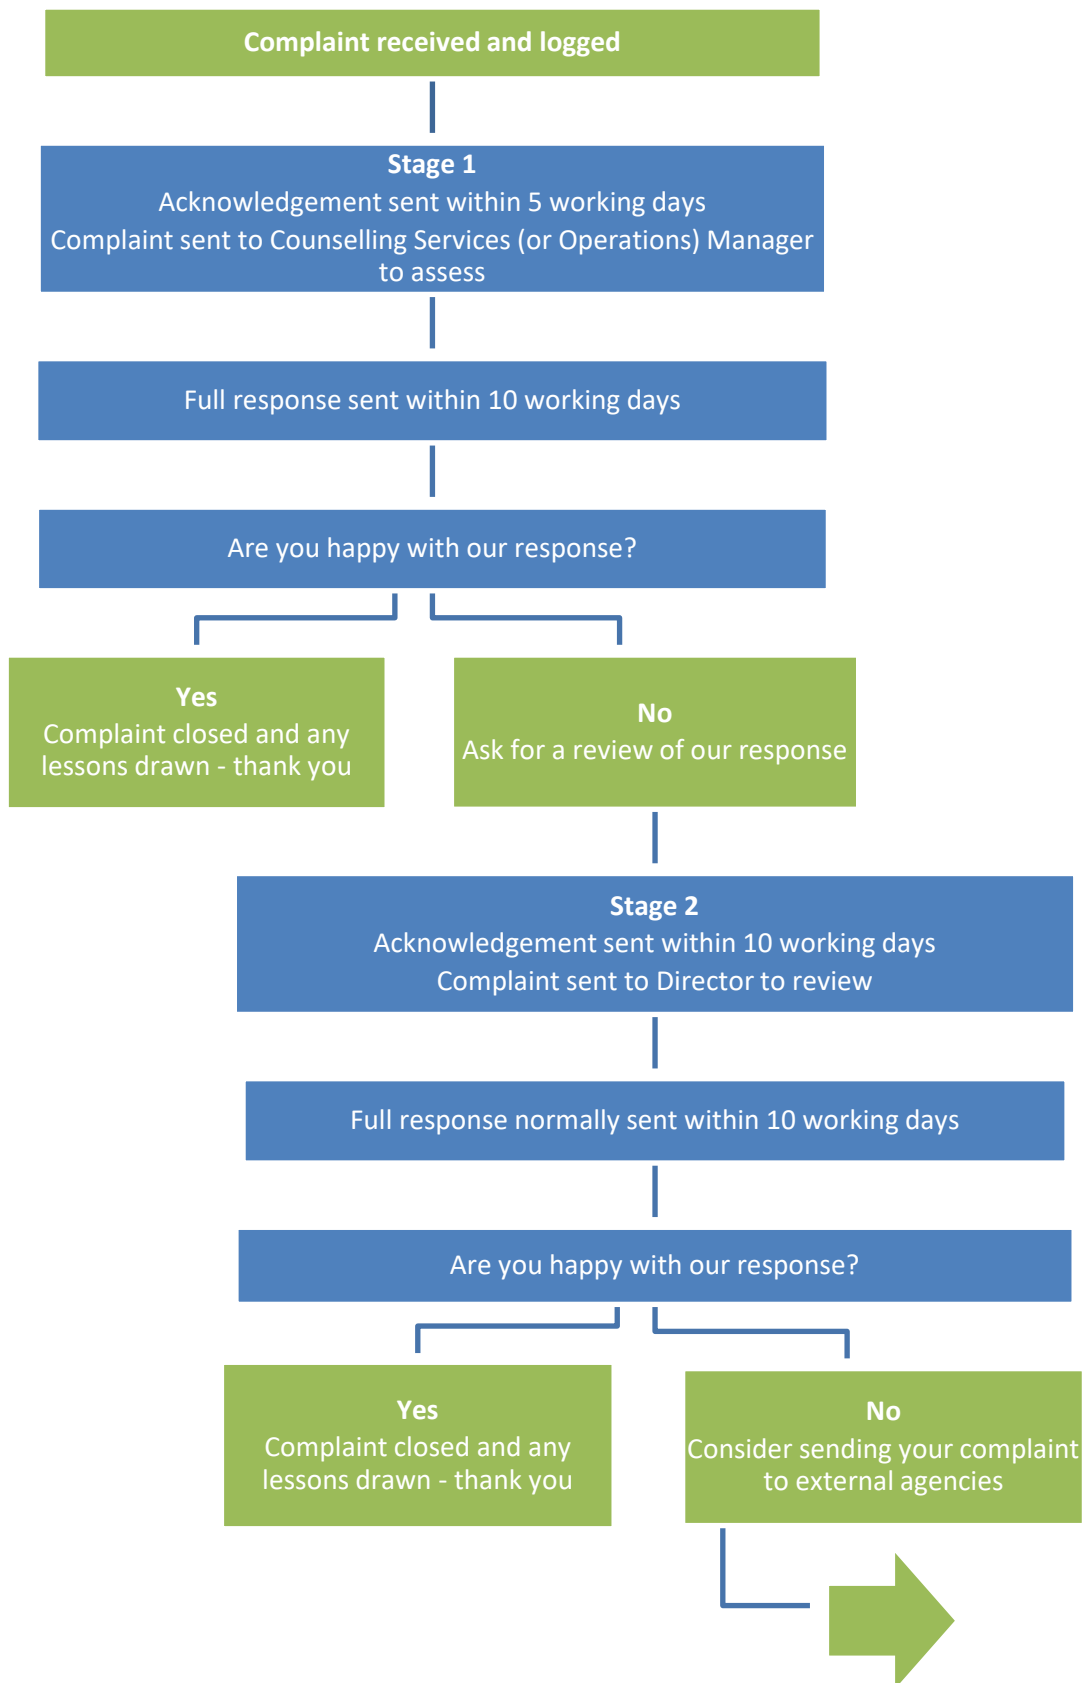 Complaint received and logged
Stage 1
Acknowledgement sent within 5 working days
Complaint sent to Counselling Services (or Operations) Manager
to assess
Full response sent within 10 working days
Are you happy with our response?
Yes
Complaint closed and any
lessons drawn - thank you
No
Ask for a review of our response
Stage 2
Acknowledgement sent within 10 working days
Complaint sent to Director to review
Full response normally sent within 10 working days
Are you happy with our response?
Yes
Complaint closed and any
lessons drawn - thank you
No
Consider sending your complaint
to external agencies